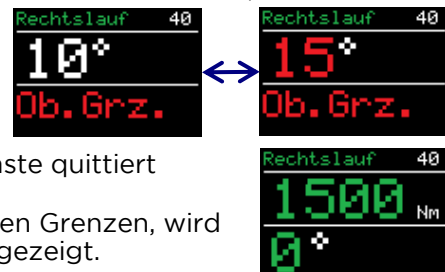 Rechtslauf 40
10°
Ob.Grz.
Rechtslauf 40
15°
Ob.Grz.
ste quittiert
en Grenzen, wird
gezeigt.
Rechtslauf 40
1500 Nm
0°